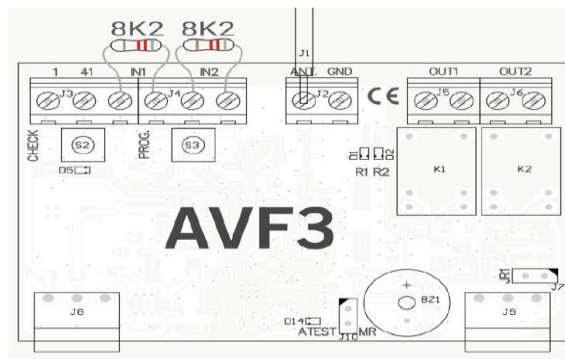 8K2 8K2
J1
1 41 IN1 IN2 ANT. GND OUT1 OUT2
J3 J4 J2 CE J5 J6
CHECK S2 PROG. S3
D1 D2
D5 R1 R2 K1 K2
AVF3
JR1
J7
J8 BZ1 J9
D14 ATEST MR
J10